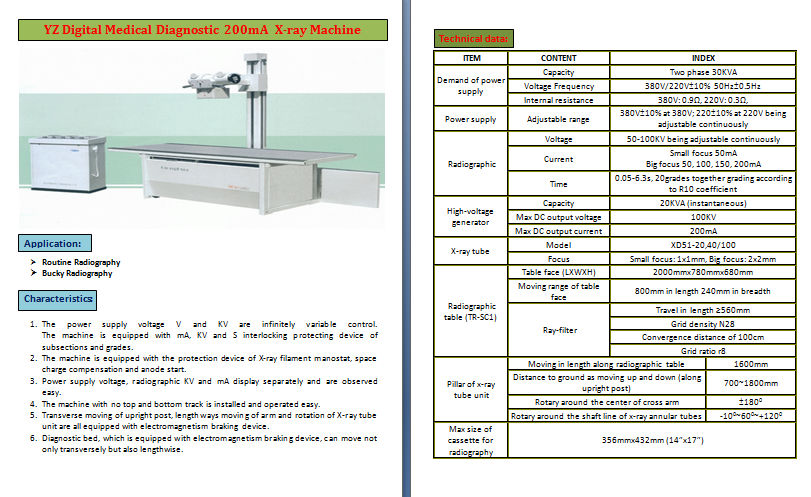 YZ Digital Medical Diagnostic 200mA X-ray Machine
Application:
➤ Routine Radiography
➤ Bucky Radiography
Characteristics
1. The power supply voltage V and KV are infinitely variable control.
The machine is equipped with mA, KV and S interlocking protecting device of
subsections and grades.
2. The machine is equipped with the protection device of X-ray filament manostat, space
charge compensation and anode start.
3. Power supply voltage, radiographic KV and mA display separately and are observed
easy.
4. The machine with no top and bottom track is installed and operated easy.
5. Transverse moving of upright post, length ways moving of arm and rotation of X-ray tube
unit are all equipped with electromagnetism braking device.
6. Diagnostic bed, which is equipped with electromagnetism braking device, can move not
only transversely but also lengthwise.
Technical data:
ITEM CONTENT INDEX
Demand of power supply
Capacity Two phase 30KVA
Voltage Frequency 380V/220V±10% 50Hz±0.5Hz
Internal resistance 380V: 0.9Ω, 220V: 0.3Ω,
Power supply Adjustable range 380V±10% at 380V; 220±10% at 220V being
adjustable continuously
Radiographic
Voltage 50-100KV being adjustable continuously
Current Small focus 50mA
Big focus 50, 100, 150, 200mA
Time 0.05-6.3s, 20grades together grading according
to R10 coefficient
High-voltage
generator
Capacity 20KVA (instantaneous)
Max DC output voltage 100KV
Max DC output current 200mA
X-ray tube
Model XD51-20,40/100
Focus Small focus: 1x1mm, Big focus: 2x2mm
Radiographic
table (TR-SC1)
Table face (LXWXH) 2000mmx780mmx680mm
Moving range of table
face 800mm in length 240mm in breadth
Ray-filter
Travel in length ≥560mm
Grid density N28
Convergence distance of 100cm
Grid ratio r8
Pillar of x-ray
tube unit
Moving in length along radiographic table 1600mm
Distance to ground as moving up and down (along
upright post) 700~1800mm
Rotary around the center of cross arm ±180⁰
Rotary around the shaft line of x-ray annular tubes -10⁰~60⁰~+120⁰
Max size of
cassette for
radiography
356mmx432mm (14"x17")